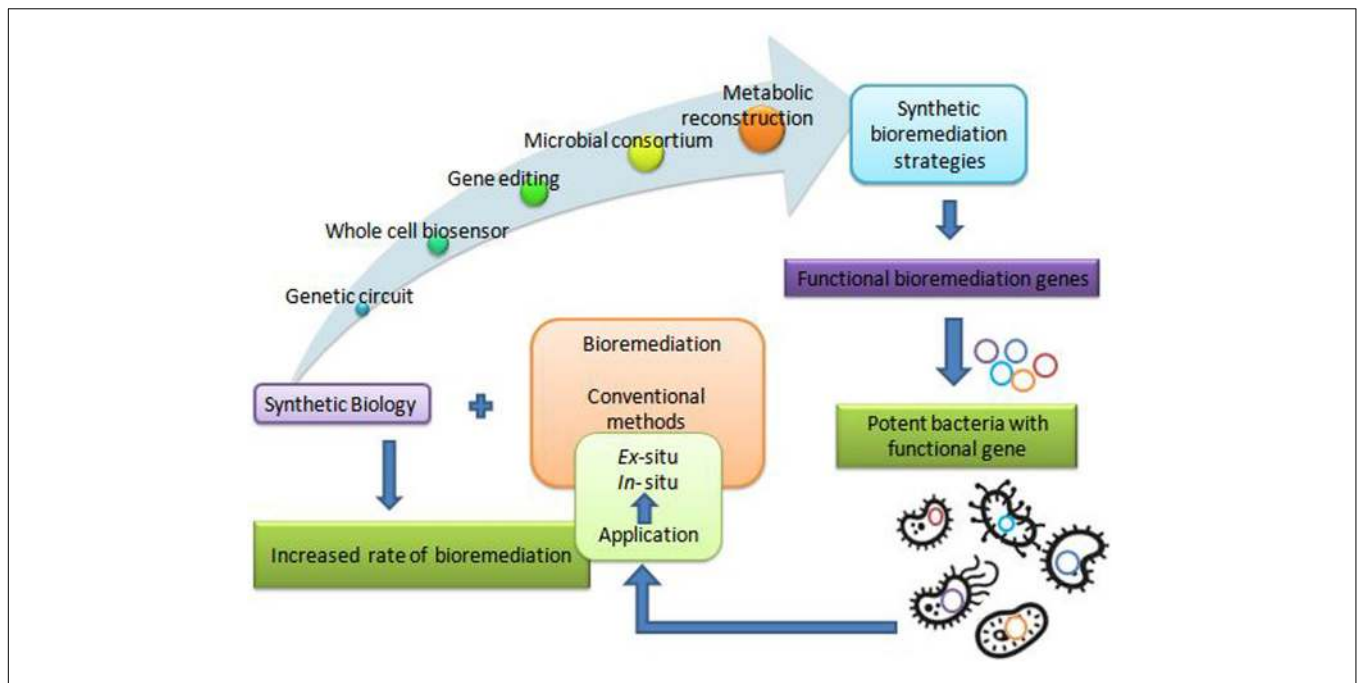 Metabolic
reconstruction
Microbial consortium
Gene editing
Whole cell biosensor
Genetic circuit
Synthetic
bioremediation
strategies
Functional bioremediation genes
Bioremediation
Conventional
methods
Synthetic Biology
Potent bacteria with
functional gene
Ex-situ
In- situ
Application
Increased rate of bioremediation